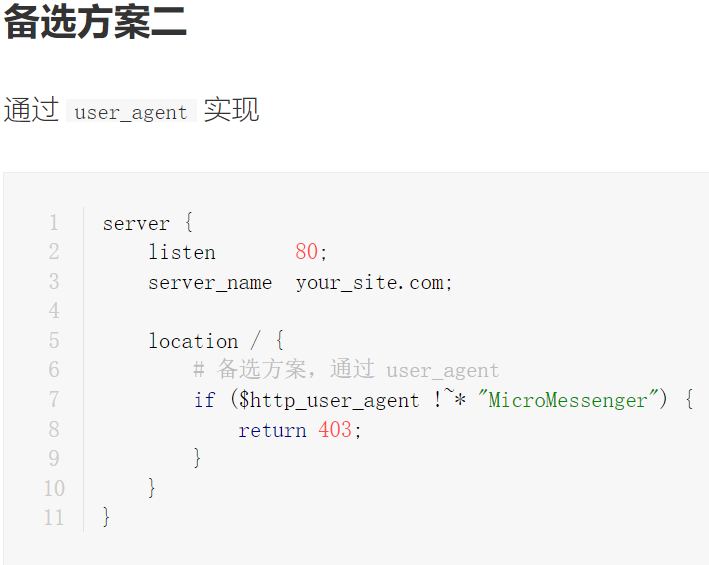 备选方案二
通过 user_agent 实现
1 server {
2     listen       80;
3     server_name  your_site.com;
4
5     location / {
6         # 备选方案，通过 user_agent
7         if ($http_user_agent !~* "MicroMessenger") {
8             return 403;
9         }
10     }
11 }